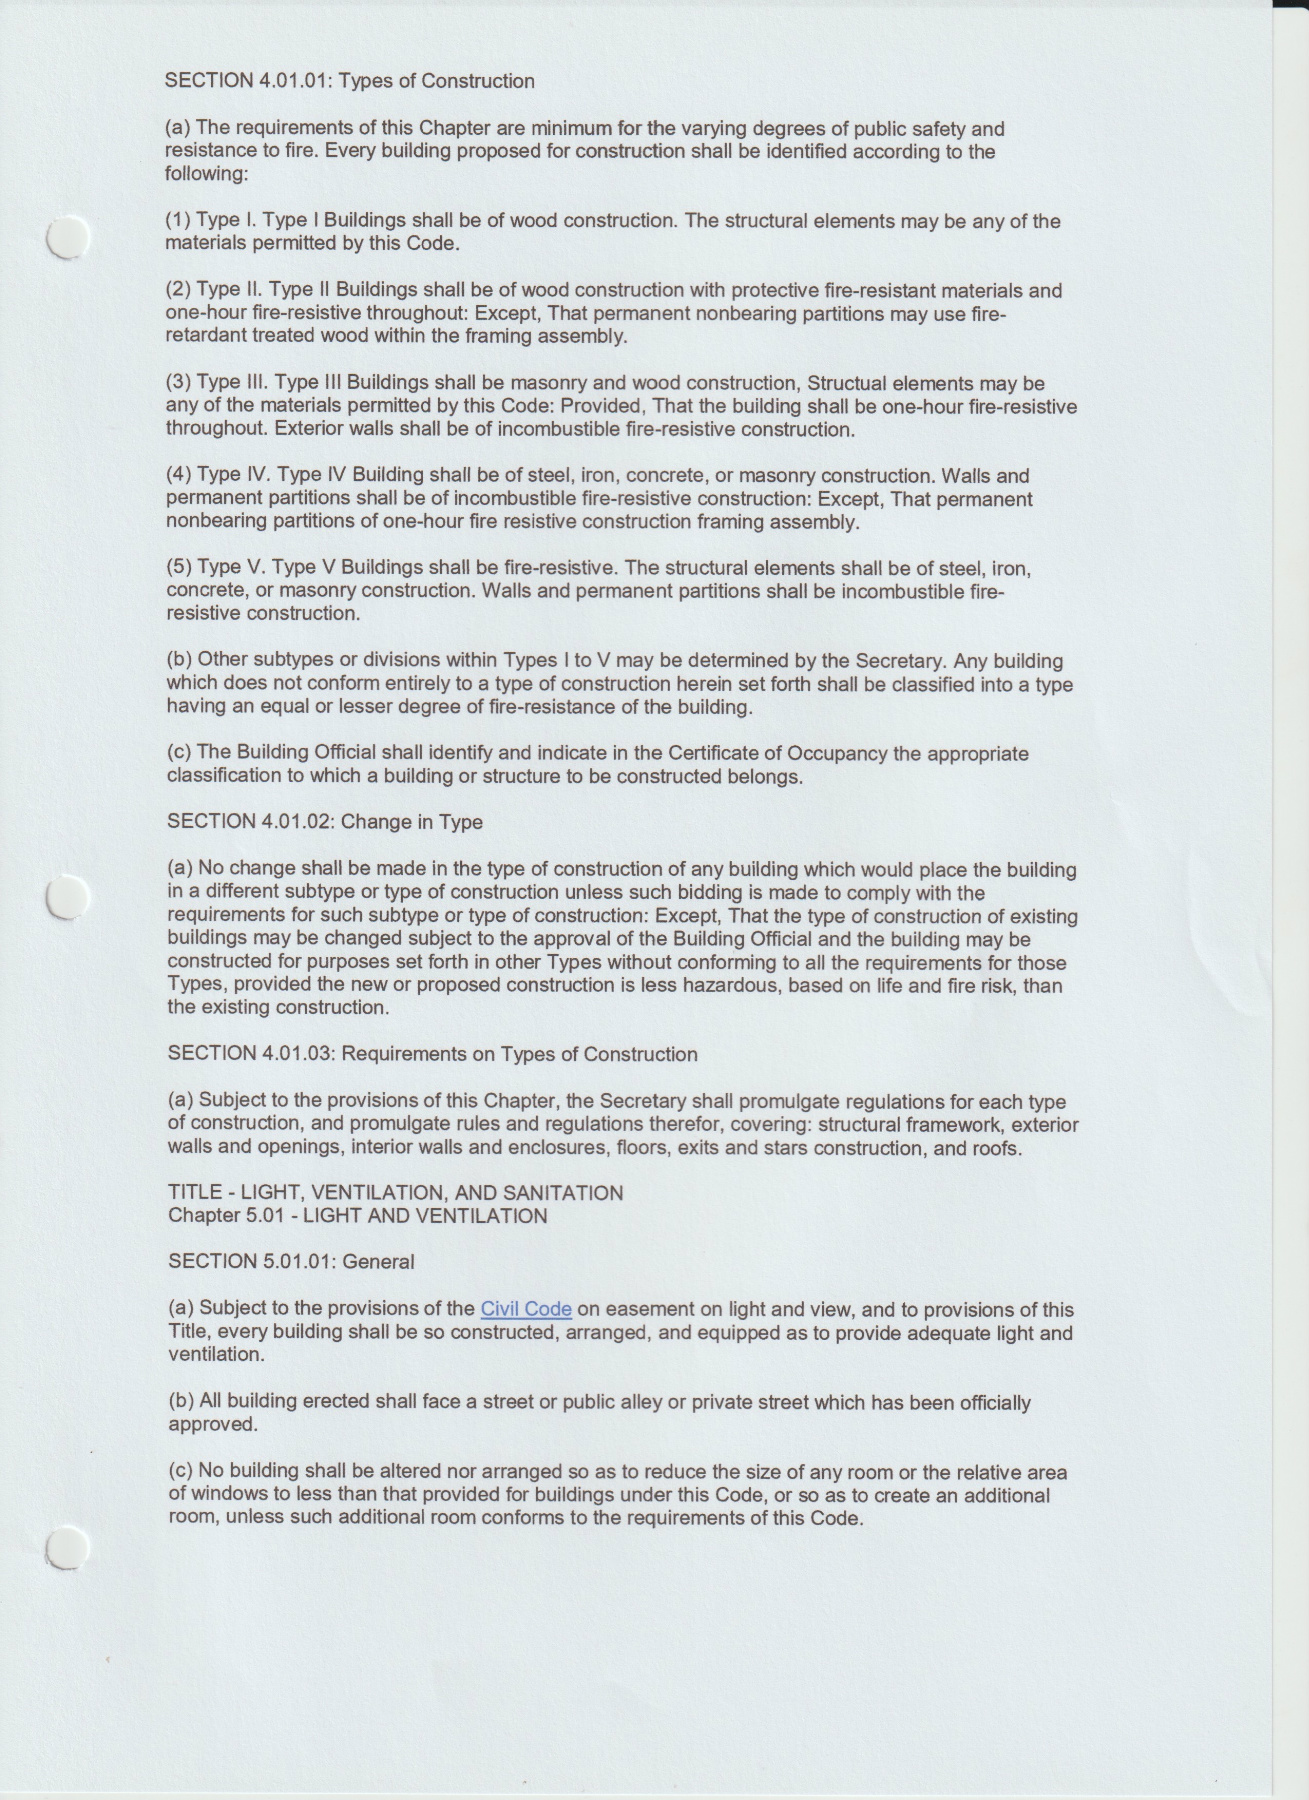 SECTION 4.01.01: Types of Construction
(a) The requirements of this Chapter are minimum for the varying degrees of public safety and
resistance to fire. Every building proposed for construction shall be identified according to the
following:
(1) Type I. Type I Buildings shall be of wood construction. The structural elements may be any of the
materials permitted by this Code.
(2) Type II. Type II Buildings shall be of wood construction with protective fire-resistant materials and
one-hour fire-resistive throughout: Except, That permanent nonbearing partitions may use fire-
retardant treated wood within the framing assembly.
(3) Type III. Type III Buildings shall be masonry and wood construction, Structual elements may be
any of the materials permitted by this Code: Provided, That the building shall be one-hour fire-resistive
throughout. Exterior walls shall be of incombustible fire-resistive construction.
(4) Type IV. Type IV Building shall be of steel, iron, concrete, or masonry construction. Walls and
permanent partitions shall be of incombustible fire-resistive construction: Except, That permanent
nonbearing partitions of one-hour fire resistive construction framing assembly.
(5) Type V. Type V Buildings shall be fire-resistive. The structural elements shall be of steel, iron,
concrete, or masonry construction. Walls and permanent partitions shall be incombustible fire-
resistive construction.
(b) Other subtypes or divisions within Types I to V may be determined by the Secretary. Any building
which does not conform entirely to a type of construction herein set forth shall be classified into a type
having an equal or lesser degree of fire-resistance of the building.
(c) The Building Official shall identify and indicate in the Certificate of Occupancy the appropriate
classification to which a building or structure to be constructed belongs.
SECTION 4.01.02: Change in Type
(a) No change shall be made in the type of construction of any building which would place the building
in a different subtype or type of construction unless such bidding is made to comply with the
requirements for such subtype or type of construction: Except, That the type of construction of existing
buildings may be changed subject to the approval of the Building Official and the building may be
constructed for purposes set forth in other Types without conforming to all the requirements for those
Types, provided the new or proposed construction is less hazardous, based on life and fire risk, than
the existing construction.
SECTION 4.01.03: Requirements on Types of Construction
(a) Subject to the provisions of this Chapter, the Secretary shall promulgate regulations for each type
of construction, and promulgate rules and regulations therefor, covering: structural framework, exterior
walls and openings, interior walls and enclosures, floors, exits and stars construction, and roofs.
TITLE - LIGHT, VENTILATION, AND SANITATION
Chapter 5.01 - LIGHT AND VENTILATION
SECTION 5.01.01: General
(a) Subject to the provisions of the Civil Code on easement on light and view, and to provisions of this
Title, every building shall be so constructed, arranged, and equipped as to provide adequate light and
ventilation.
(b) All building erected shall face a street or public alley or private street which has been officially
approved.
(c) No building shall be altered nor arranged so as to reduce the size of any room or the relative area
of windows to less than that provided for buildings under this Code, or so as to create an additional
room, unless such additional room conforms to the requirements of this Code.